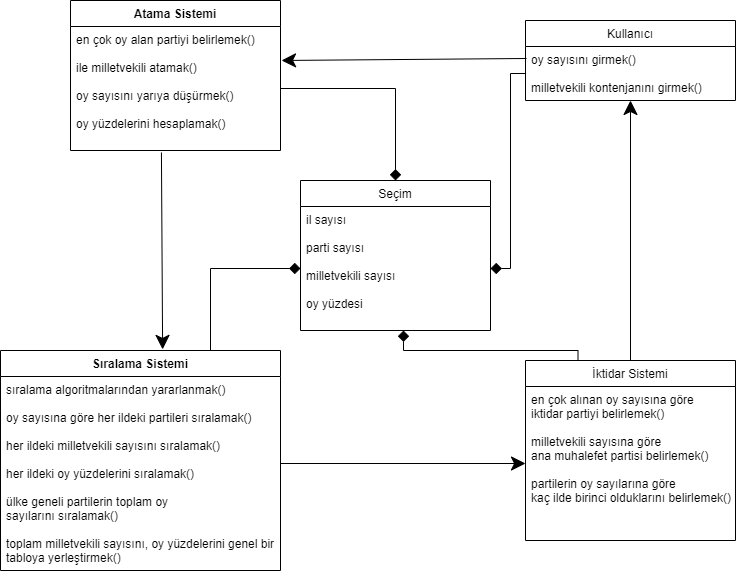 Atama Sistemi
en çok oy alan partiyi belirlemek()
ile milletvekili atamak()
oy sayısını yarıya düşürmek()
oy yüzdelerini hesaplamak()
Kullanıcı
oy sayısını girmek()
milletvekili kontenjanını girmek()
Seçim
il sayısı
parti sayısı
milletvekili sayısı
oy yüzdesi
Sıralama Sistemi
sıralama algoritmalarından yararlanmak()
oy sayısına göre her ildeki partileri sıralamak()
her ildeki milletvekili sayısını sıralamak()
her ildeki oy yüzdelerini sıralamak()
ülke geneli partilerin toplam oy
sayılarını sıralamak()
toplam milletvekili sayısını, oy yüzdelerini genel bir
tabloya yerleştirmek()
İktidar Sistemi
en çok alınan oy sayısına göre
iktidar partiyi belirlemek()
milletvekili sayısına göre
ana muhalefet partisi belirlemek()
partilerin oy sayılarına göre
kaç ilde birinci olduklarını belirlemek()